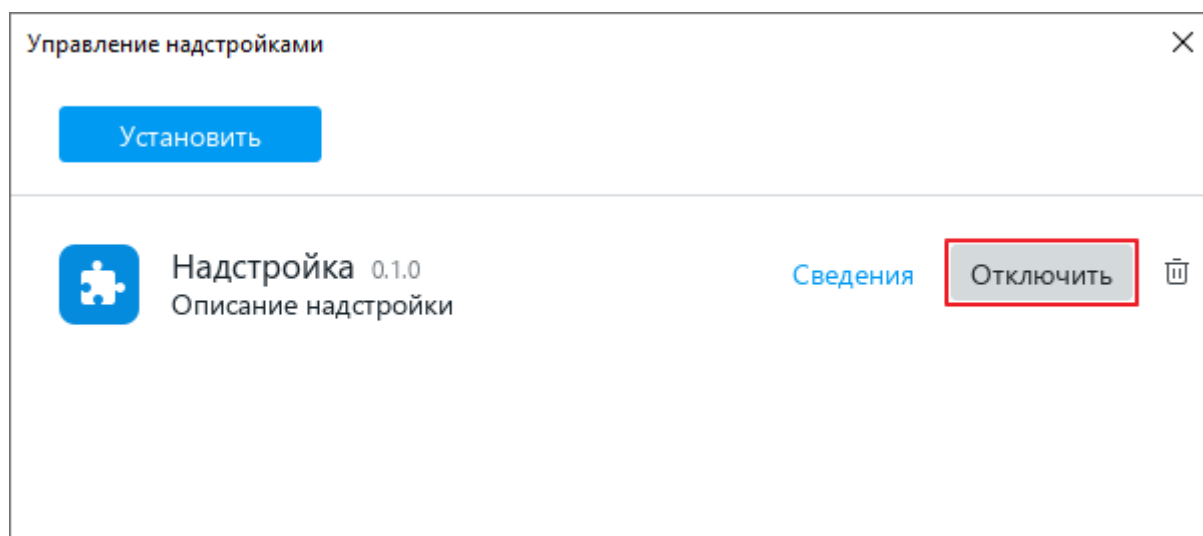 Управление надстройками
Установить
Надстройка 0.1.0
Описание надстройки
Сведения
Отключить